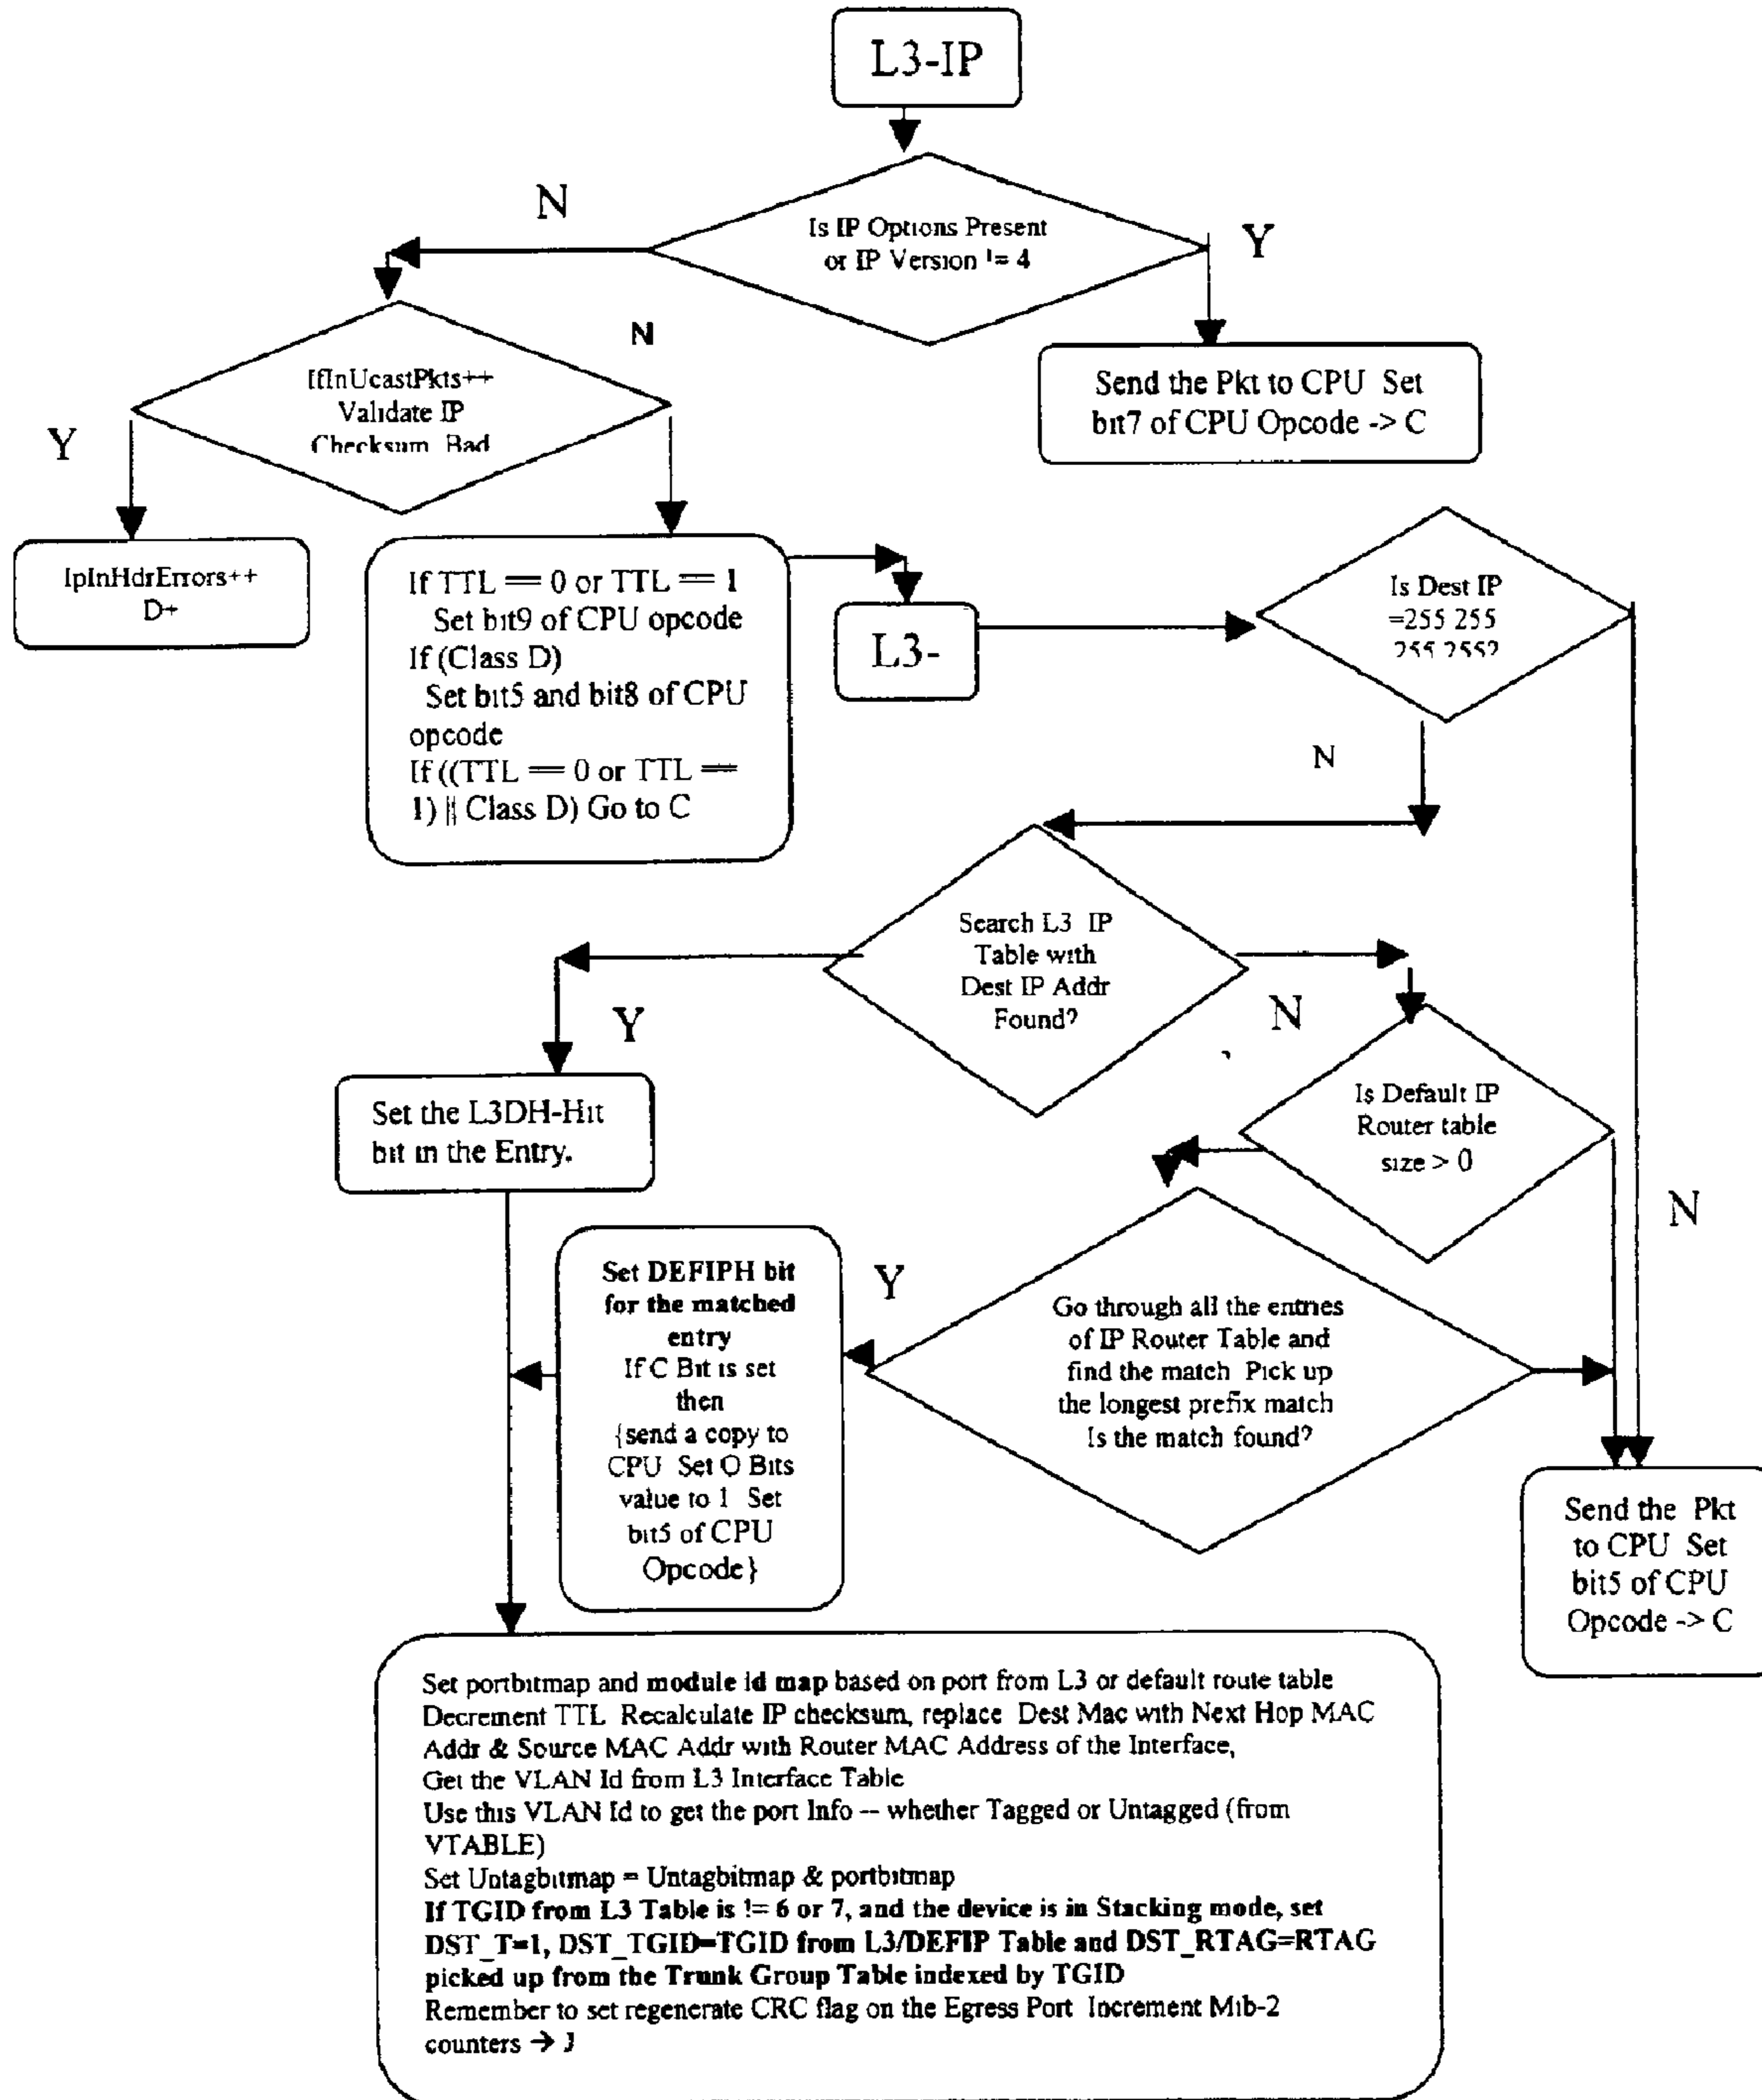 L3-IP
N
Is IP Options Present
or IP Version != 4
Y
N
IfInUcastPkts++
Validate IP
Checksum Bad
Y
Send the Pkt to CPU Set
bit7 of CPU Opcode -> C
IpInHdrErrors++
D+
If TTL == 0 or TTL == 1
Set bit9 of CPU opcode
If (Class D)
Set bit5 and bit8 of CPU
opcode
If ((TTL == 0 or TTL ==
1) || Class D) Go to C
L3-
Is Dest IP
=255 255
255 255?
N
Search L3 IP
Table with
Dest IP Addr
Found?
Y
N
Set the L3DH-Hit
bit in the Entry.
Is Default IP
Router table
size > 0
N
Set DEFIPH bit
for the matched
entry
If C Bit is set
then
{send a copy to
CPU Set O Bits
value to 1 Set
bit5 of CPU
Opcode}
Y
Go through all the entries
of IP Router Table and
find the match Pick up
the longest prefix match
Is the match found?
Send the Pkt
to CPU Set
bit5 of CPU
Opcode -> C
Set portbitmap and module id map based on port from L3 or default route table
Decrement TTL Recalculate IP checksum, replace Dest Mac with Next Hop MAC
Addr & Source MAC Addr with Router MAC Address of the Interface,
Get the VLAN Id from L3 Interface Table
Use this VLAN Id to get the port Info -- whether Tagged or Untagged (from
VTABLE)
Set Untagbitmap = Untagbitmap & portbitmap
If TGID from L3 Table is != 6 or 7, and the device is in Stacking mode, set
DST_T=1, DST_TGID=TGID from L3/DEFIP Table and DST_RTAG=RTAG
picked up from the Trunk Group Table indexed by TGID
Remember to set regenerate CRC flag on the Egress Port Increment Mib-2
counters →